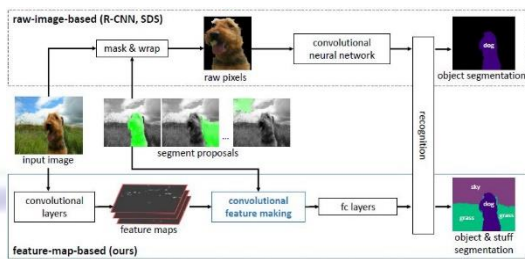 raw-image-based (R-CNN, SDS)
mask & wrap
raw pixels
convolutional
neural network
dog
object segmentation
input image
segment proposals
...
recognition
convolutional
layers
feature maps
convolutional
feature making
fc layers
sky
dog
grass
grass
object & stuff
segmentation
feature-map-based (ours)